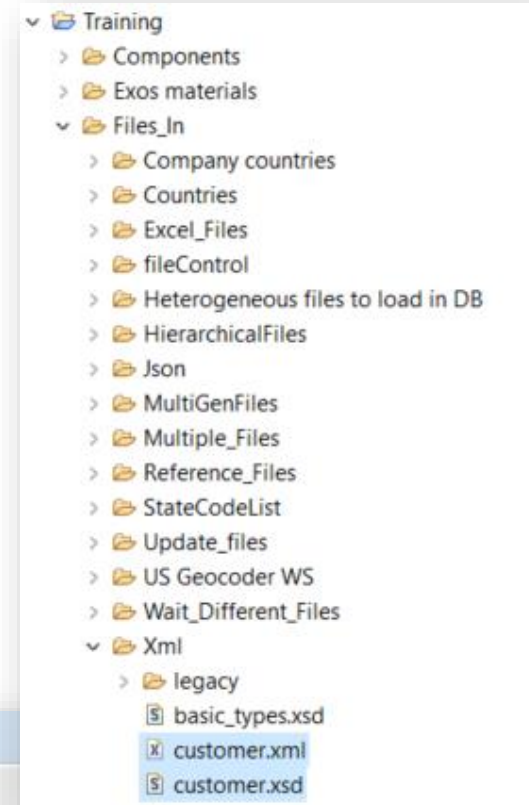 Training
Components
Exos materials
Files_In
Company countries
Countries
Excel_Files
fileControl
Heterogeneous files to load in DB
HierarchicalFiles
Json
MultiGenFiles
Multiple_Files
Reference_Files
StateCodeList
Update_files
US Geocoder WS
Wait_Different_Files
Xml
legacy
basic_types.xsd
customer.xml
customer.xsd